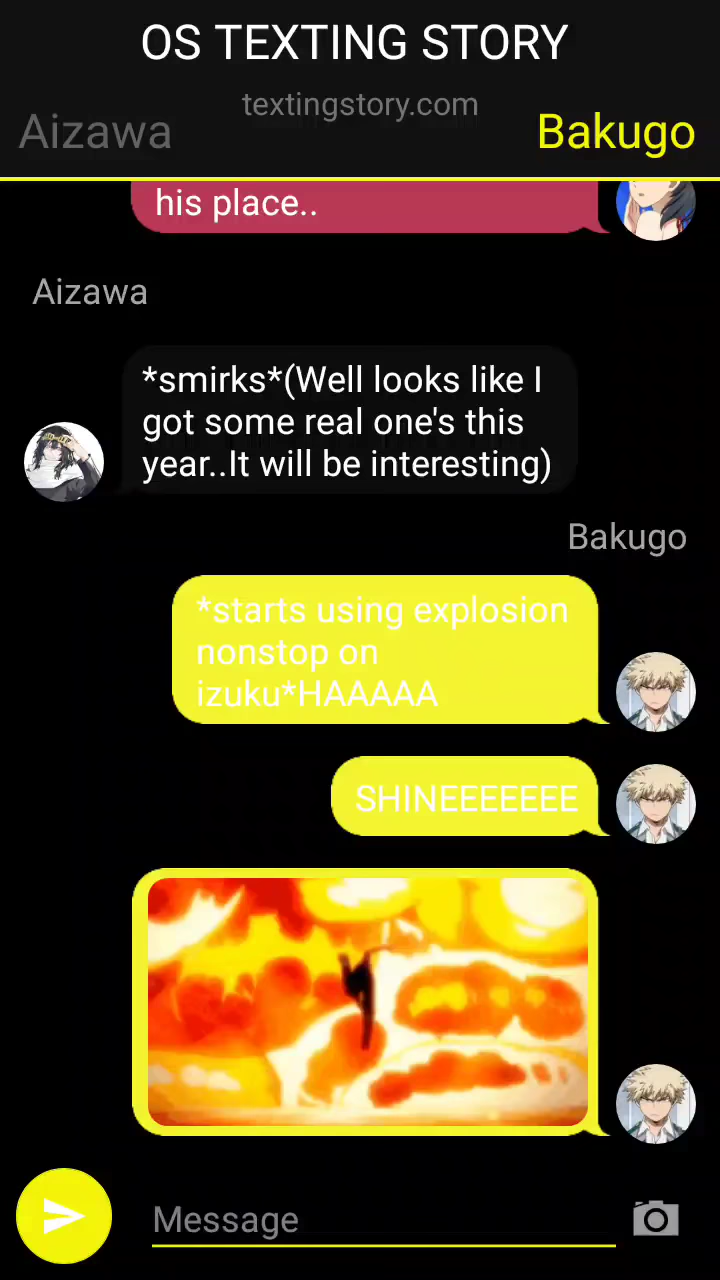 OS TEXTING STORY
textingstory.com
Aizawa
Bakugo
his place..
Aizawa
*smirks*(Well looks like I
got some real one's this
year..It will be interesting)
Bakugo
*starts using explosion
nonstop on
izuku*HAAAAA
SHINEEEEEEE
Message